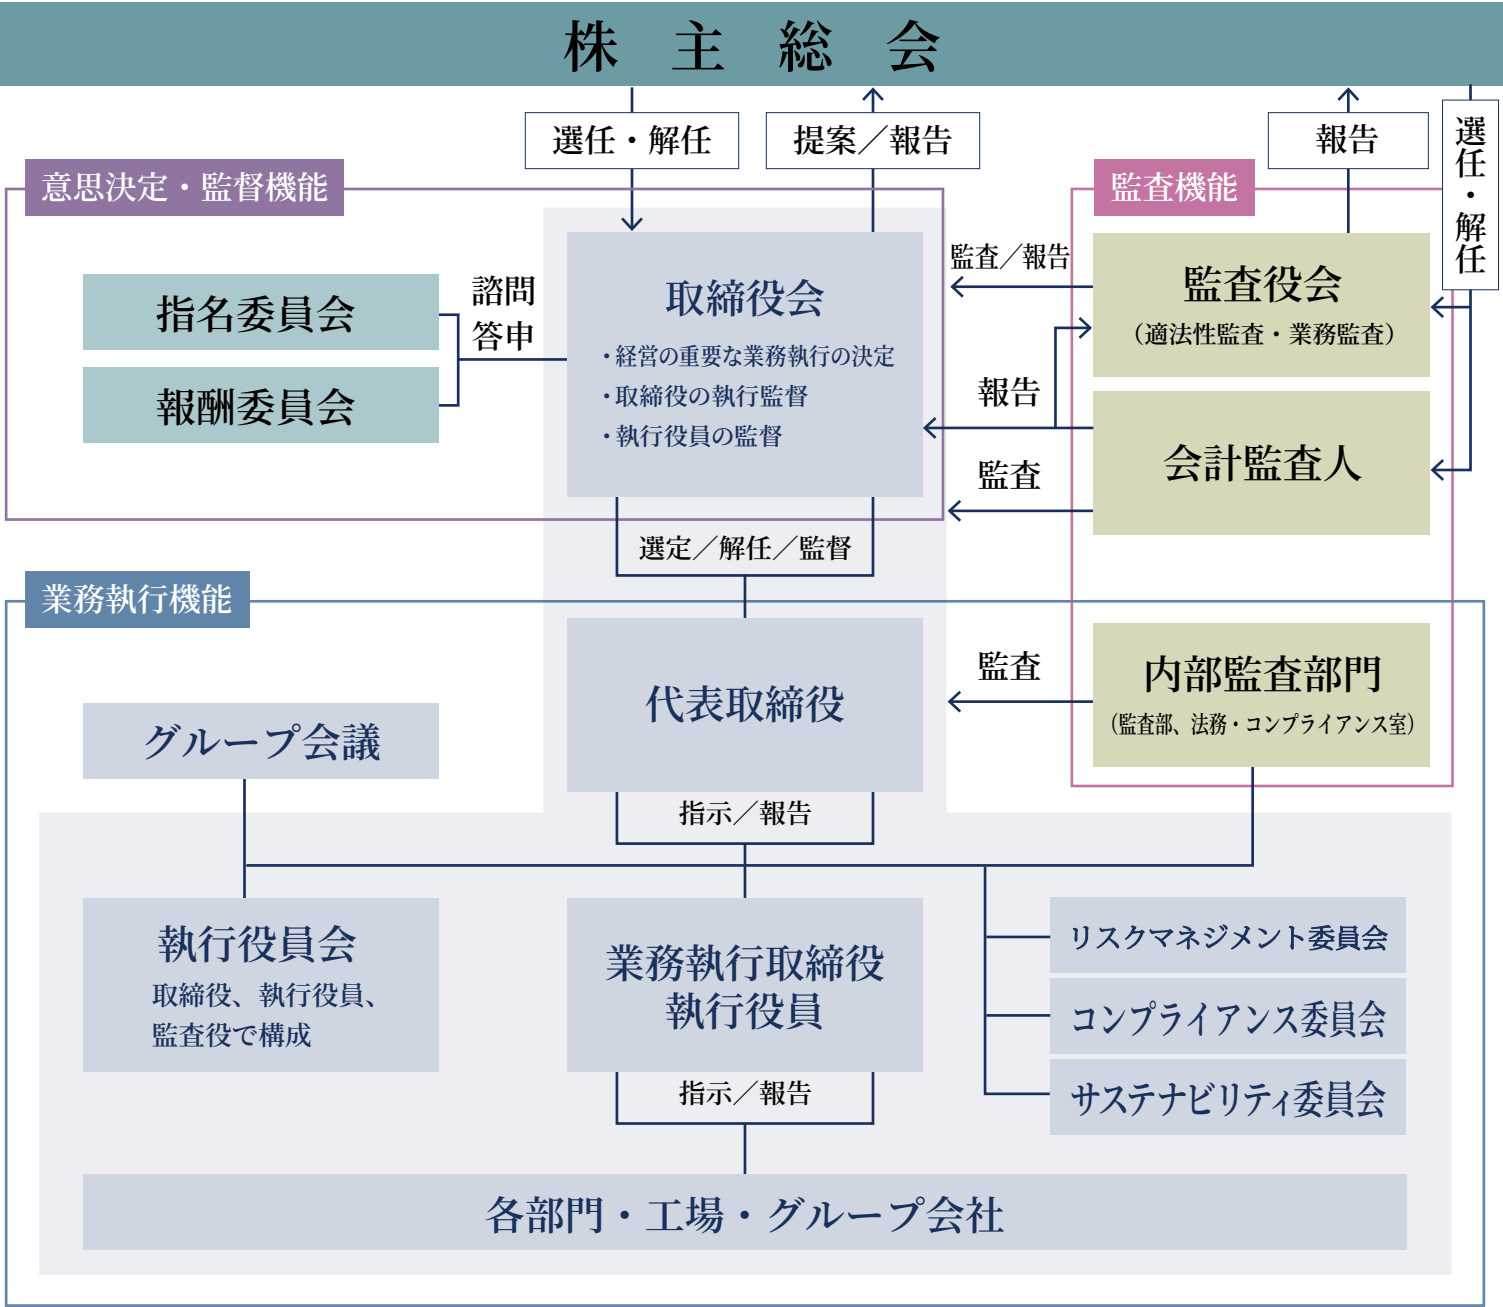 株主総会
選任・解任
提案／報告
報告
選任・解任
意思決定・監督機能
監査機能
指名委員会
報酬委員会
諮問
答申
取締役会
・経営の重要な業務執行の決定
・取締役の執行監督
・執行役員の監督
監査／報告
報告
監査
監査役会
（適法性監査・業務監査）
会計監査人
選定／解任／監督
業務執行機能
代表取締役
監査
内部監査部門
（監査部、法務・コンプライアンス室）
グループ会議
指示／報告
執行役員会
取締役、執行役員、
監査役で構成
業務執行取締役
執行役員
リスクマネジメント委員会
コンプライアンス委員会
サステナビリティ委員会
指示／報告
各部門・工場・グループ会社